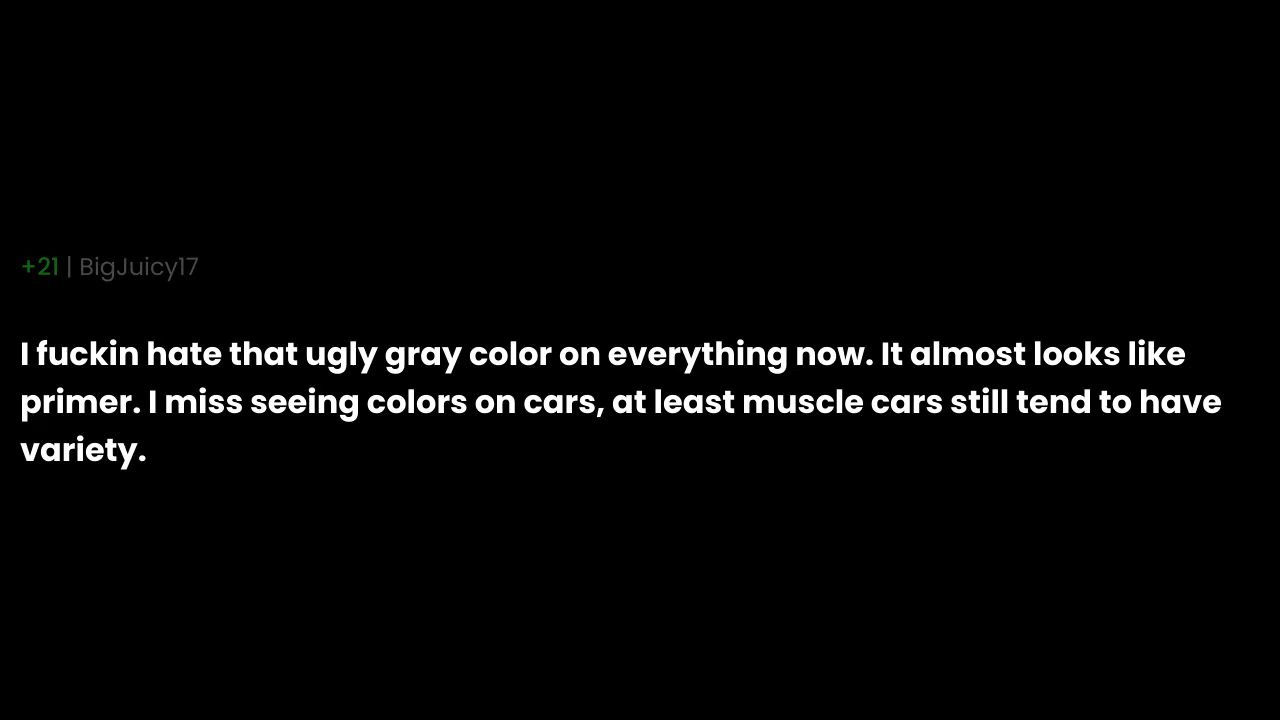 +21 | BigJuicy17
I fuckin hate that ugly gray color on everything now. It almost looks like
primer. I miss seeing colors on cars, at least muscle cars still tend to have
variety.